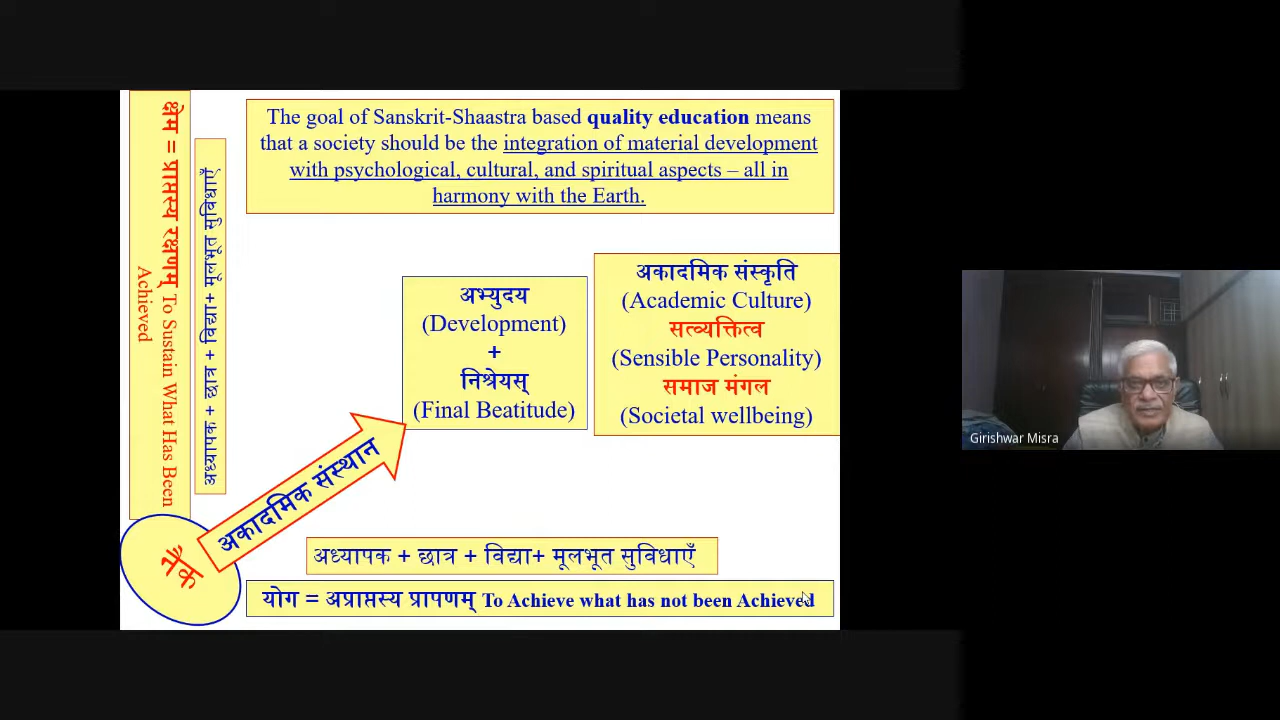 The goal of Sanskrit-Shaastra based quality education means
that a society should be the integration of material development
with psychological, cultural, and spiritual aspects – all in
harmony with the Earth.
क्षेम = प्राप्तस्य रक्षणम् To Sustain What Has Been
Achieved
अध्यापक + छात्र + विद्या+ मूलभूत सुविधाएँ
अभ्युदय
(Development)
+
निश्रेयस्
(Final Beatitude)
अकादमिक संस्कृति
(Academic Culture)
सत्व्यक्तित्व
(Sensible Personality)
समाज मंगल
(Societal wellbeing)
अकादमिक संस्थान
नैक
अध्यापक + छात्र + विद्या+ मूलभूत सुविधाएँ
योग = अप्राप्तस्य प्रापणम् To Achieve what has not been Achieved
Girishwar Misra